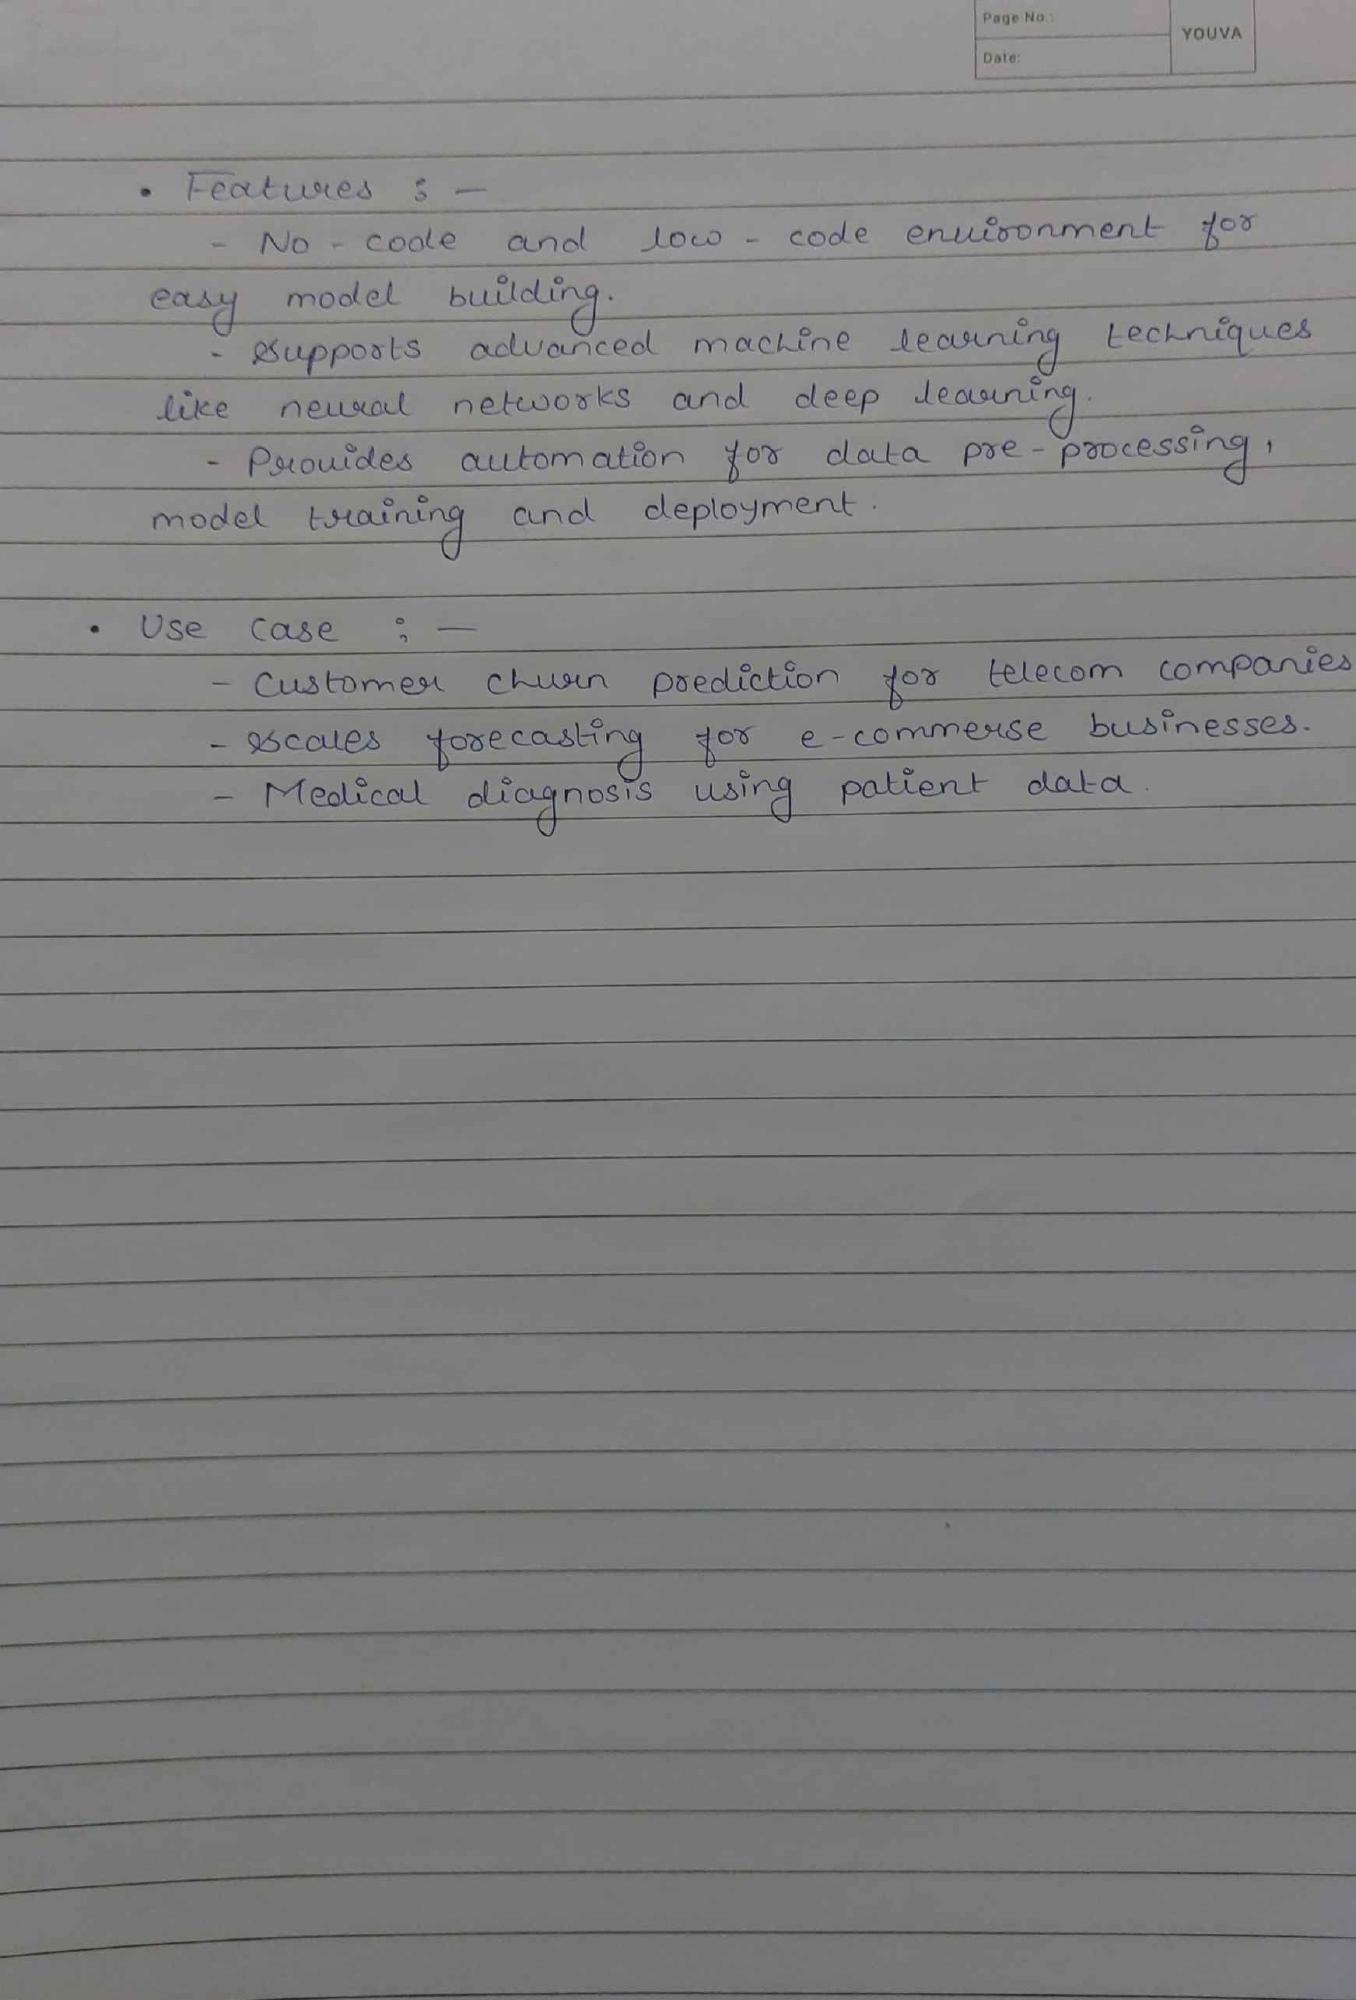 Page No.:
YOUVA
Date:
• Features : —
- No - code and low - code environment for
easy model building.
- supports advanced machine learning techniques
like neural networks and deep learning.
- Provides automation for data pre - processing,
model training and deployment.
• Use case : —
- Customer churn prediction for telecom companies
- scales forecasting for e-commerse businesses.
- Medical diagnosis using patient data.